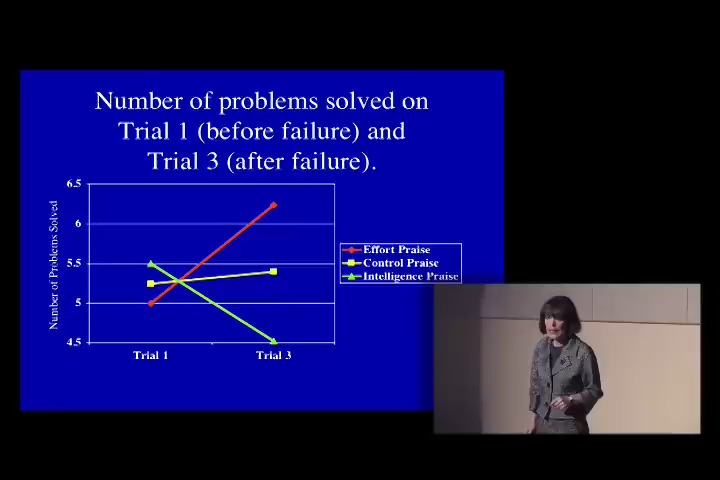 Number of problems solved on
Trial 1 (before failure) and
Trial 3 (after failure).
6.5
6
5.5
5
4.5
Number of Problems Solved
Trial 1
Trial 3
Effort Praise
Control Praise
Intelligence Praise